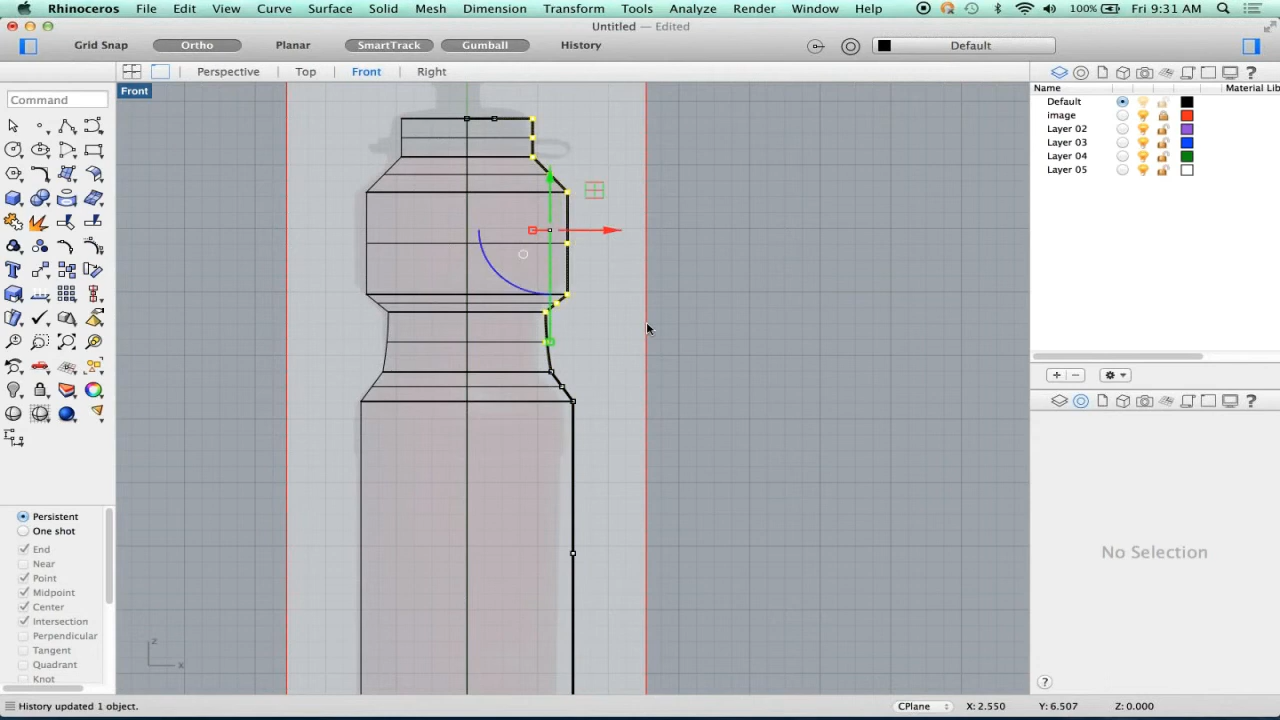 Rhinoceros File Edit View Curve Surface Solid Mesh Dimension Transform Tools Analyze Render Window Help 100% Fri 9:31 AM
Untitled — Edited
Grid Snap Ortho Planar SmartTrack Gumball History Default
Perspective Top Front Right
Front
Command
Name Material Lib
Default
image
Layer 02
Layer 03
Layer 04
Layer 05
No Selection
Persistent
One shot
End
Near
Point
Midpoint
Center
Intersection
Perpendicular
Tangent
Quadrant
Knot
z
x
History updated 1 object. CPlane X: 2.550 Y: 6.507 Z: 0.000